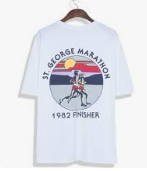 ST. GEORGE MARATHON
1982 FINISHER